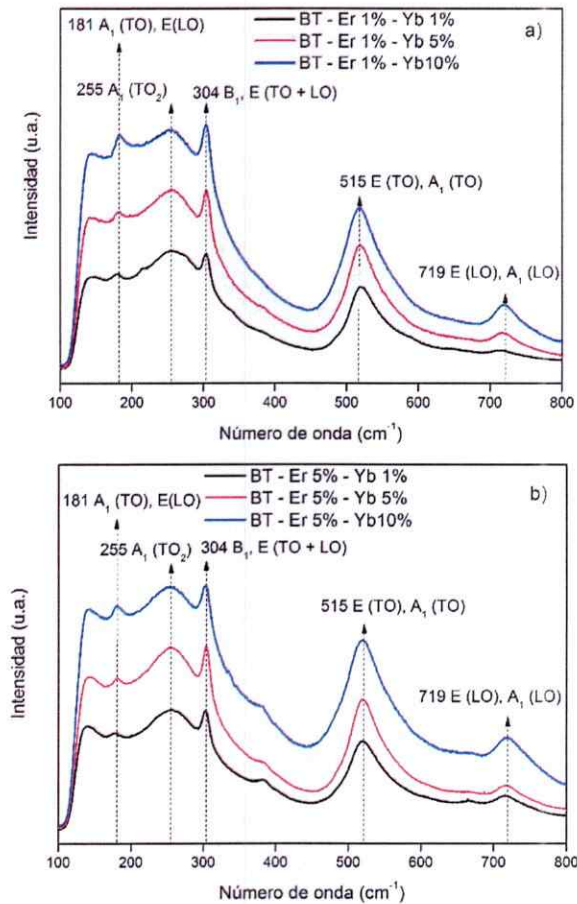 181 A₁ (TO), E(LO)
BT - Er 1% - Yb 1%
BT - Er 1% - Yb 5%
BT - Er 1% - Yb10%
a)
255 A₁ (TO₂)
304 B₁, E (TO + LO)
515 E (TO), A₁ (TO)
719 E (LO), A₁ (LO)
Intensidad (u.a.)
100 200 300 400 500 600 700 800
Número de onda (cm⁻¹)
BT - Er 5% - Yb 1%
BT - Er 5% - Yb 5%
BT - Er 5% - Yb10%
b)
181 A₁ (TO), E(LO)
255 A₁ (TO₂)
304 B₁, E (TO + LO)
515 E (TO), A₁ (TO)
719 E (LO), A₁ (LO)
Intensidad (u.a.)
100 200 300 400 500 600 700 800
Número de onda (cm⁻¹)